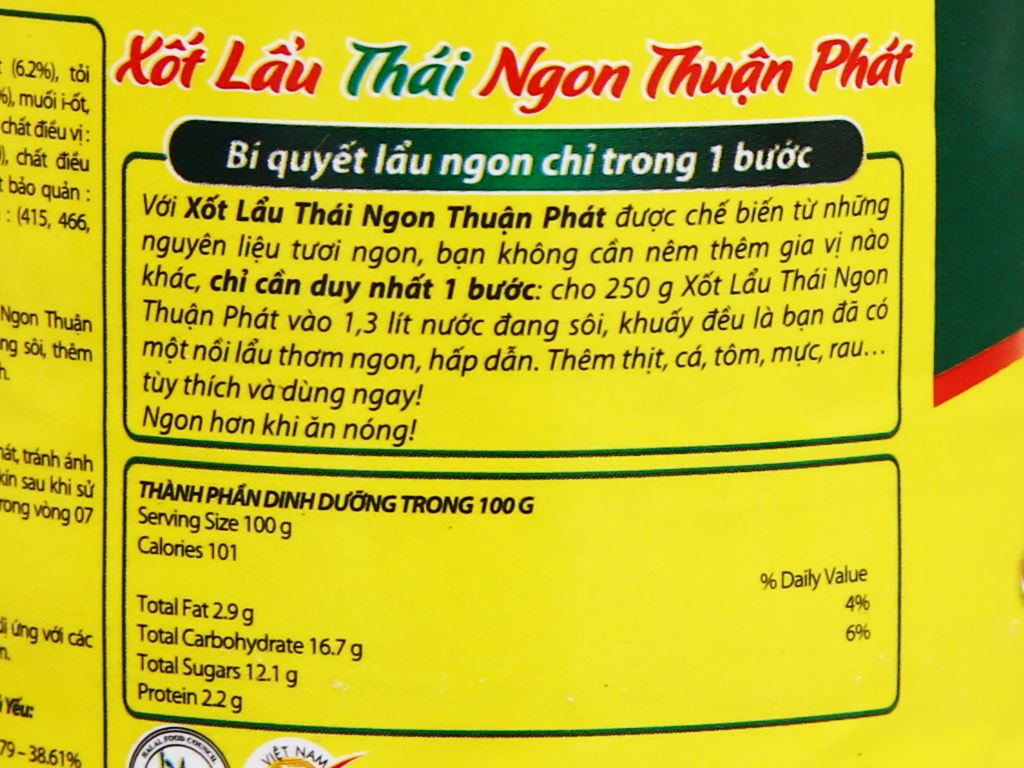 (6.2%), tỏi
muối i-ốt,
chất điều vị :
chất điều
bảo quản :
: (415, 466,
Ngon Thuận
sôi, thêm
tránh ánh
kín sau khi sử
vòng 07
ứng với các
Yếu:
79 – 38.61%
Xốt Lẩu Thái Ngon Thuận Phát
Bí quyết lẩu ngon chỉ trong 1 bước
Với Xốt Lẩu Thái Ngon Thuận Phát được chế biến từ những
nguyên liệu tươi ngon, bạn không cần nêm thêm gia vị nào
khác, chỉ cần duy nhất 1 bước: cho 250 g Xốt Lẩu Thái Ngon
Thuận Phát vào 1,3 lít nước đang sôi, khuấy đều là bạn đã có
một nồi lẩu thơm ngon, hấp dẫn. Thêm thịt, cá, tôm, mực, rau...
tùy thích và dùng ngay!
Ngon hơn khi ăn nóng!
THÀNH PHẦN DINH DƯỠNG TRONG 100 G
Serving Size 100 g
Calories 101
% Daily Value
Total Fat 2.9 g 4%
Total Carbohydrate 16.7 g 6%
Total Sugars 12.1 g
Protein 2.2 g
HALAL FOOD COUNCIL
VIỆT NAM